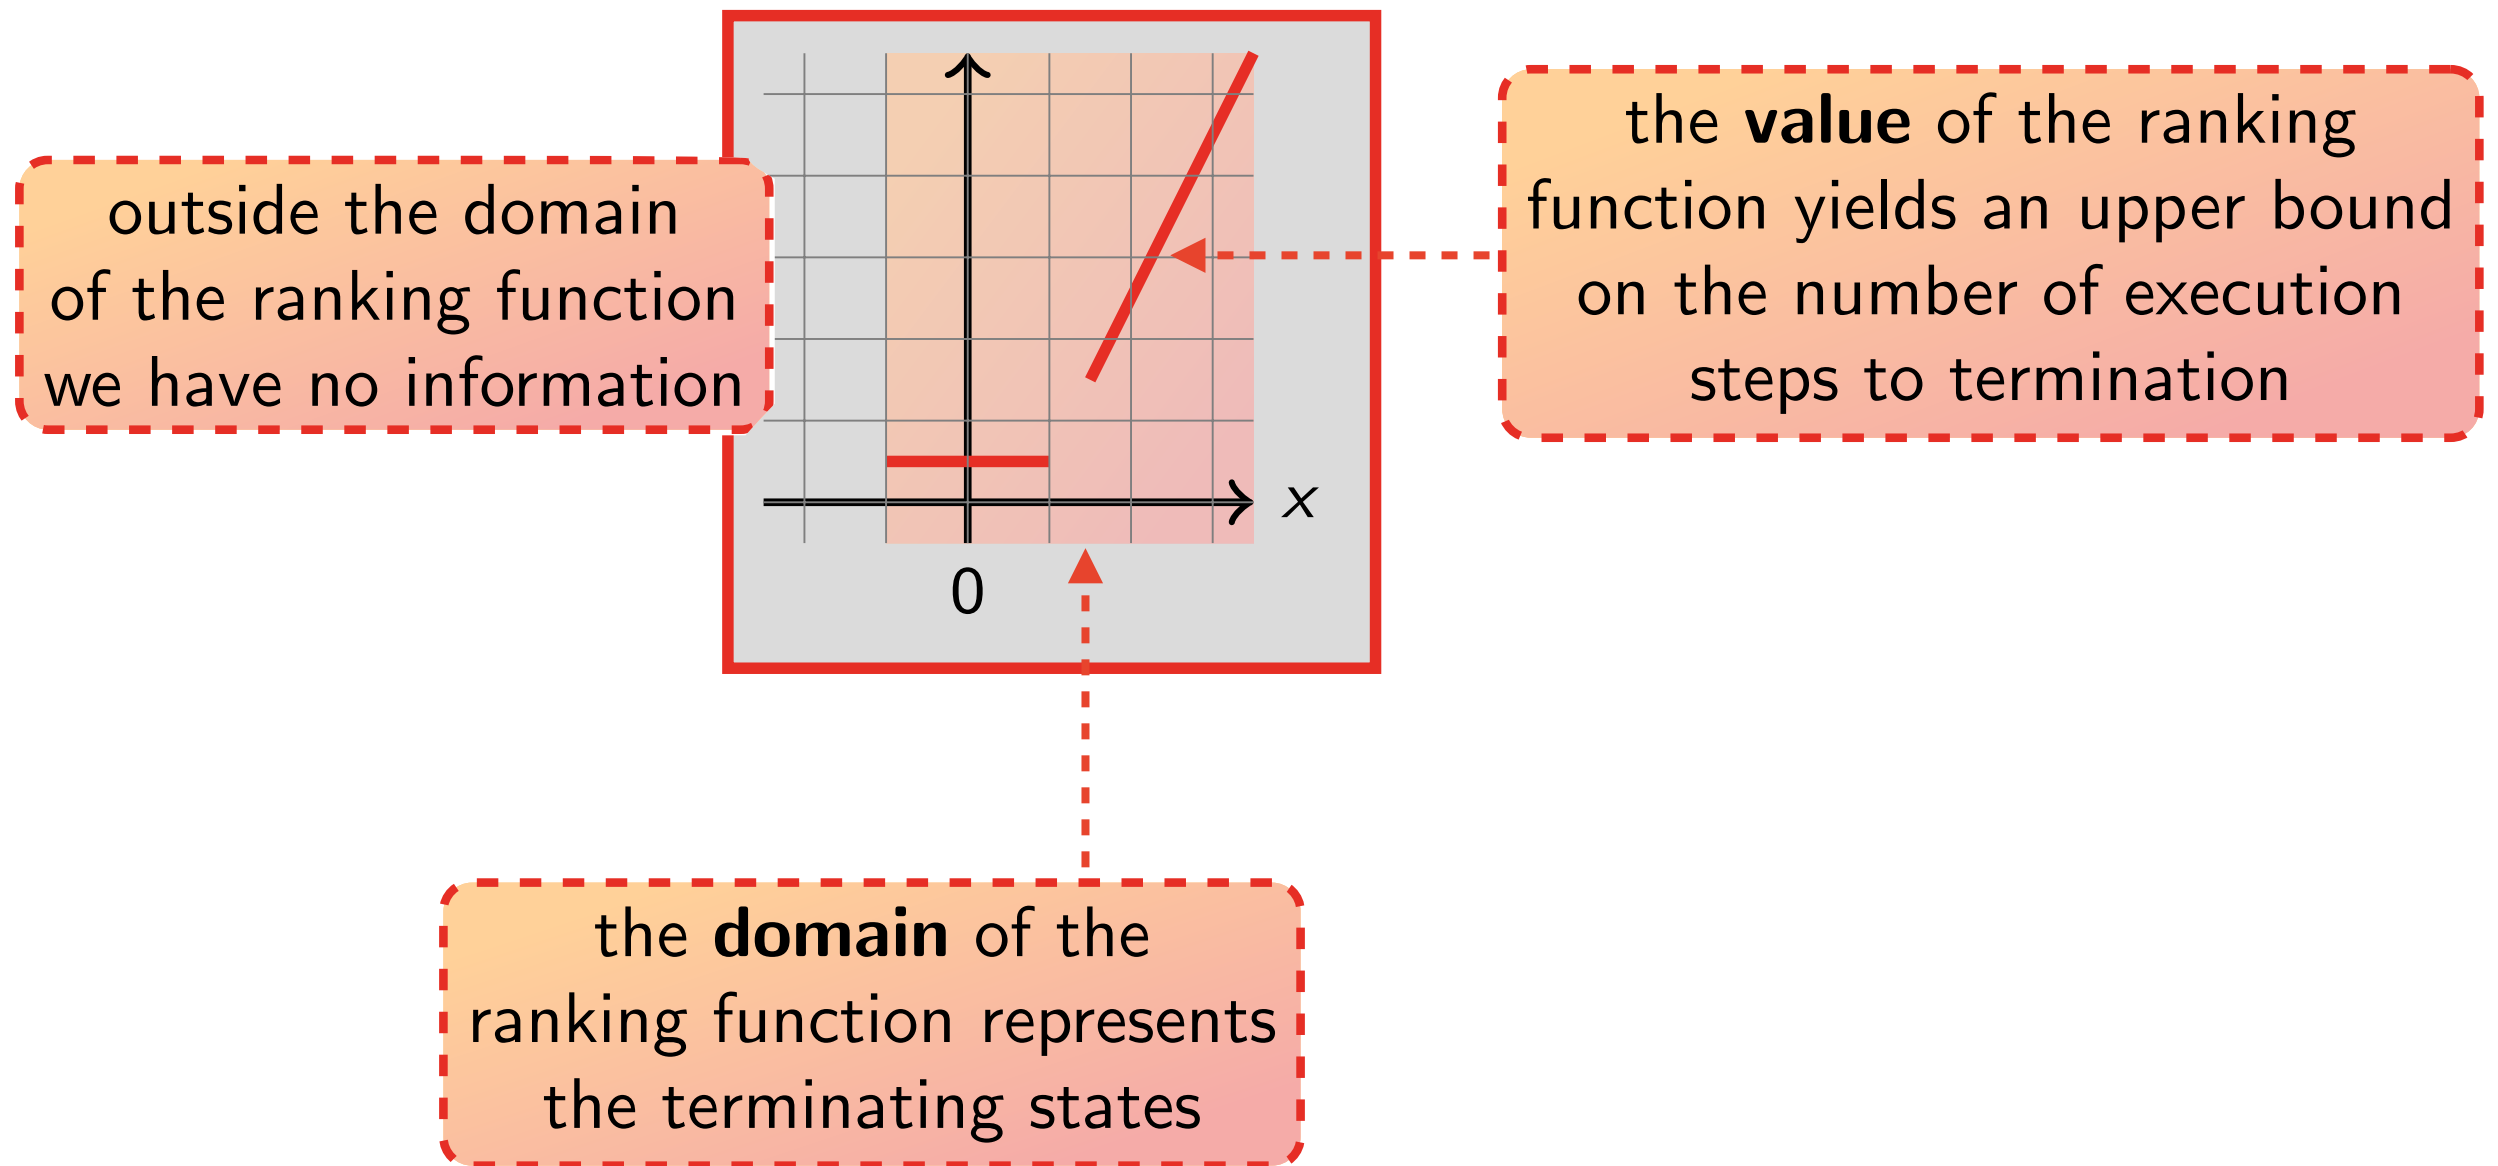 outside the domain
of the ranking function
we have no information
the value of the ranking
function yields an upper bound
on the number of execution
steps to termination
x
0
the domain of the
ranking function represents
the terminating states